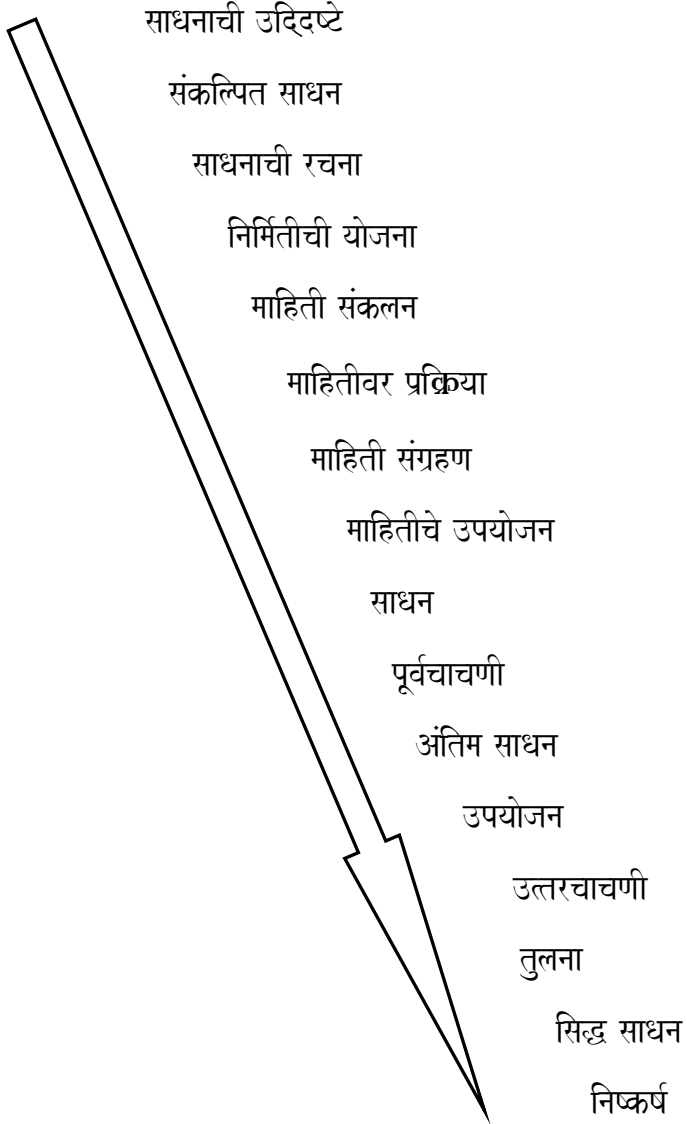 साधनाची उद्दिष्टे
संकल्पित साधन
साधनाची रचना
निर्मितीची योजना
माहिती संकलन
माहितीवर प्रक्रिया
माहिती संग्रहण
माहितीचे उपयोजन
साधन
पूर्वचाचणी
अंतिम साधन
उपयोजन
उत्तरचाचणी
तुलना
सिद्ध साधन
निष्कर्ष